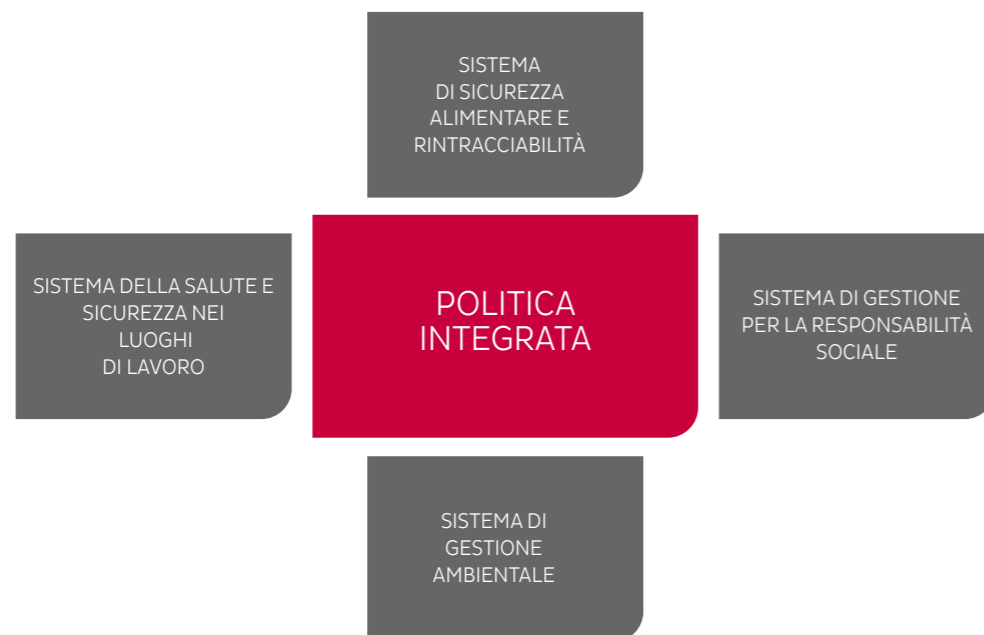 SISTEMA
DI SICUREZZA
ALIMENTARE E
RINTRACCIABILITÀ
SISTEMA DELLA SALUTE E
SICUREZZA NEI
LUOGHI
DI LAVORO
POLITICA
INTEGRATA
SISTEMA DI GESTIONE
PER LA RESPONSABILITÀ
SOCIALE
SISTEMA DI
GESTIONE
AMBIENTALE